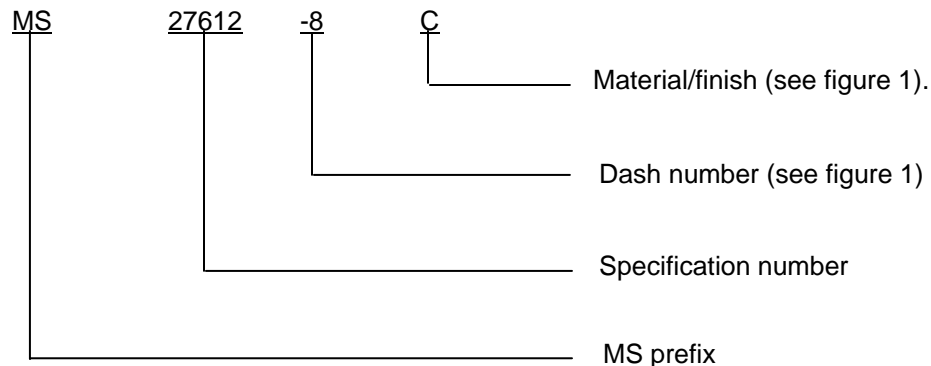 MS 27612 -8 C
Material/finish (see figure 1).
Dash number (see figure 1)
Specification number
MS prefix